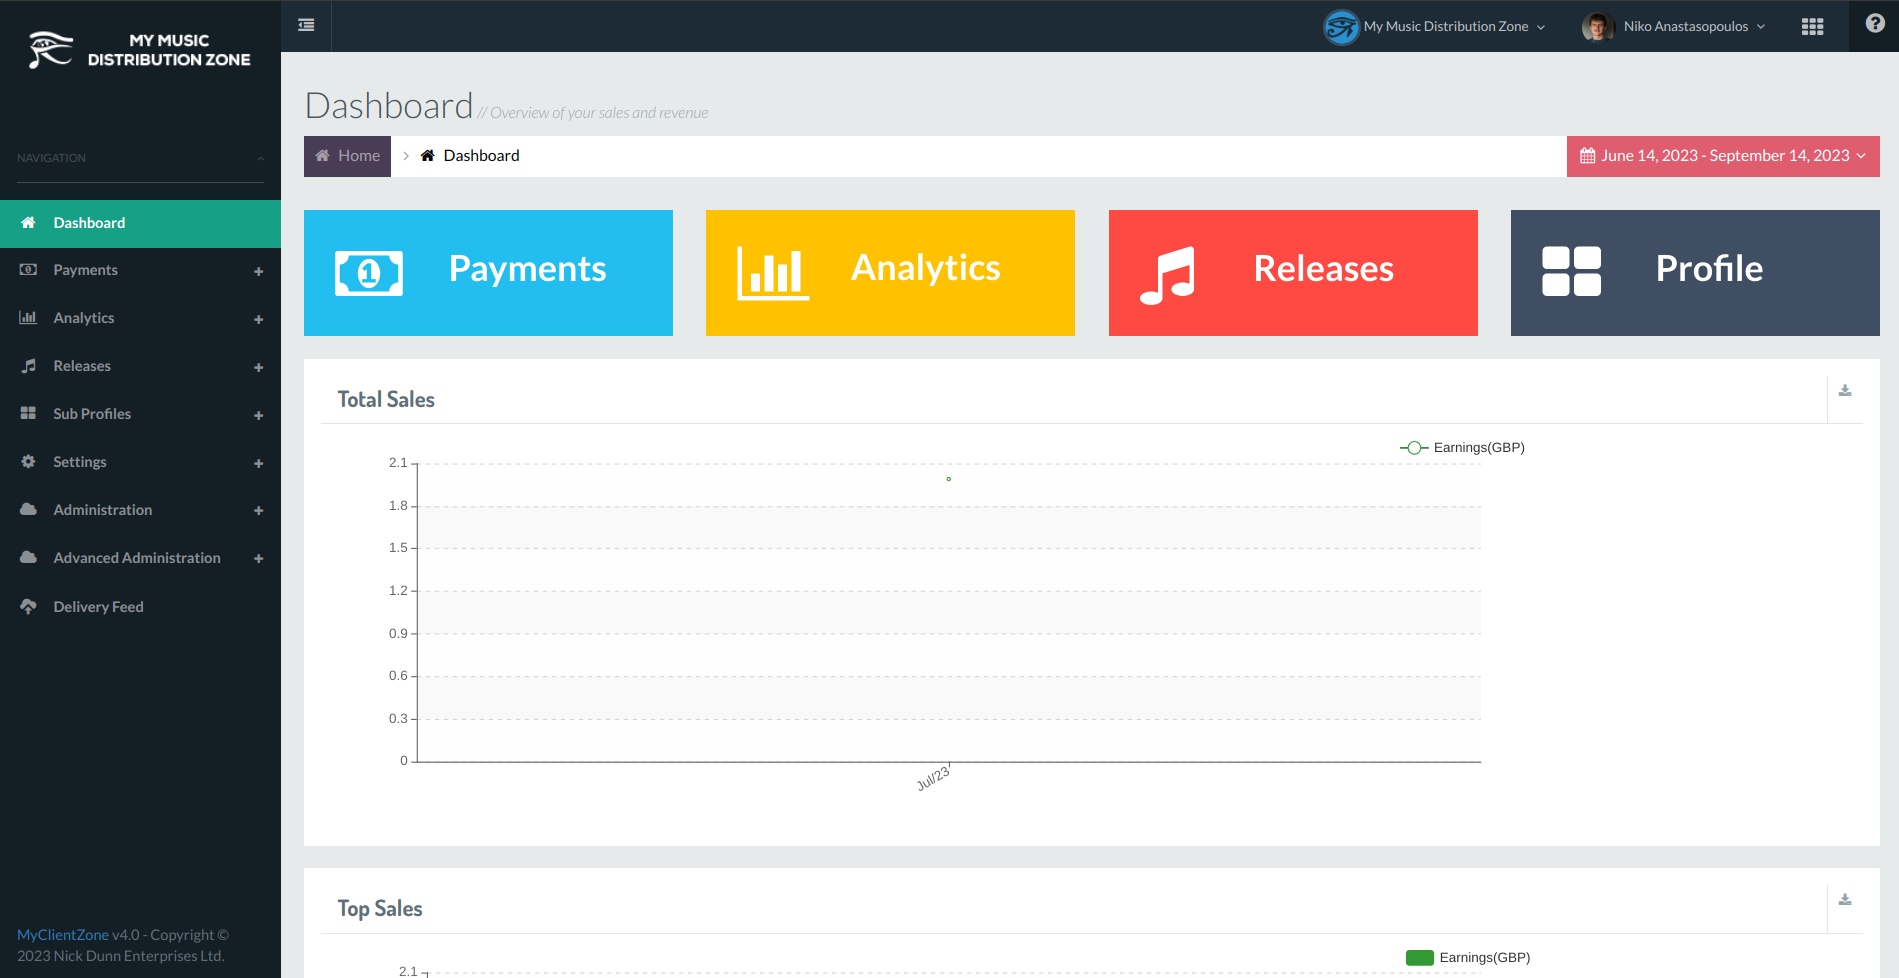 MY MUSIC
DISTRIBUTION ZONE
My Music Distribution Zone
Niko Anastasopoulos
NAVIGATION
Dashboard
Payments
Analytics
Releases
Sub Profiles
Settings
Administration
Advanced Administration
Delivery Feed
MyClientZone v4.0 - Copyright ©
2023 Nick Dunn Enterprises Ltd.
Dashboard // Overview of your sales and revenue
Home > Dashboard
June 14, 2023 - September 14, 2023
Payments
Analytics
Releases
Profile
Total Sales
Earnings(GBP)
2.1
1.8
1.5
1.2
0.9
0.6
0.3
0
Jul/23
Top Sales
Earnings(GBP)
2.1